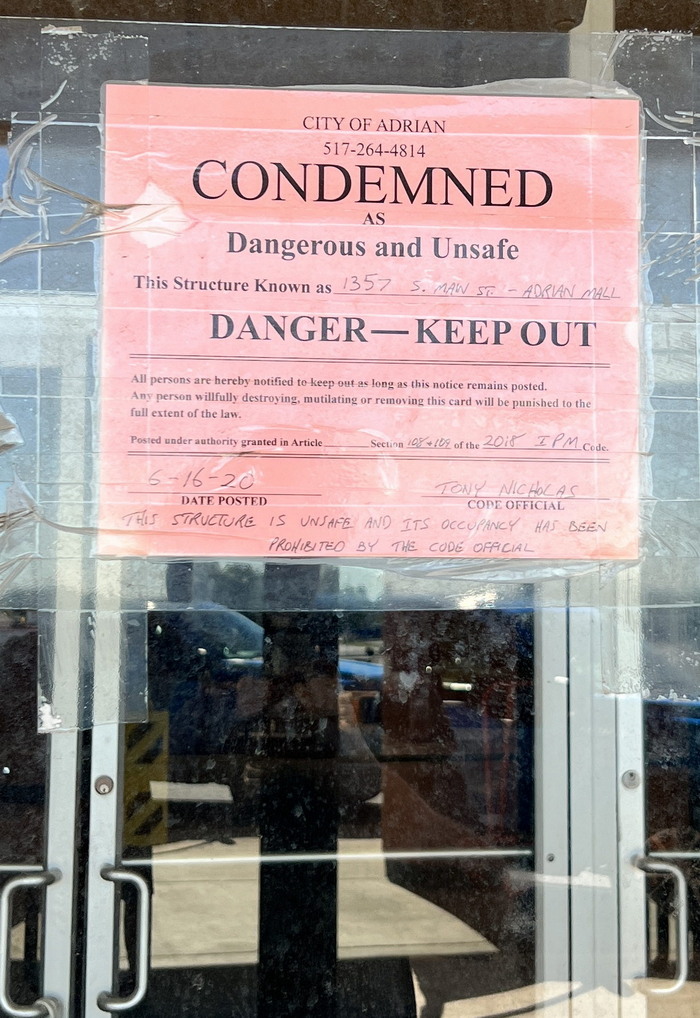 CITY OF ADRIAN
517-264-4814
CONDEMNED
AS
Dangerous and Unsafe
This Structure Known as 1357 S. MAIN ST. - ADRIAN MALL
DANGER—KEEP OUT
All persons are hereby notified to keep out as long as this notice remains posted.
Any person willfully destroying, mutilating or removing this card will be punished to the
full extent of the law.
Posted under authority granted in Article Section 108+109 of the 2018 IPM Code.
6-16-20 TONY NICHOLAS
DATE POSTED CODE OFFICIAL
THIS STRUCTURE IS UNSAFE AND ITS OCCUPANCY HAS BEEN
PROHIBITED BY THE CODE OFFICIAL